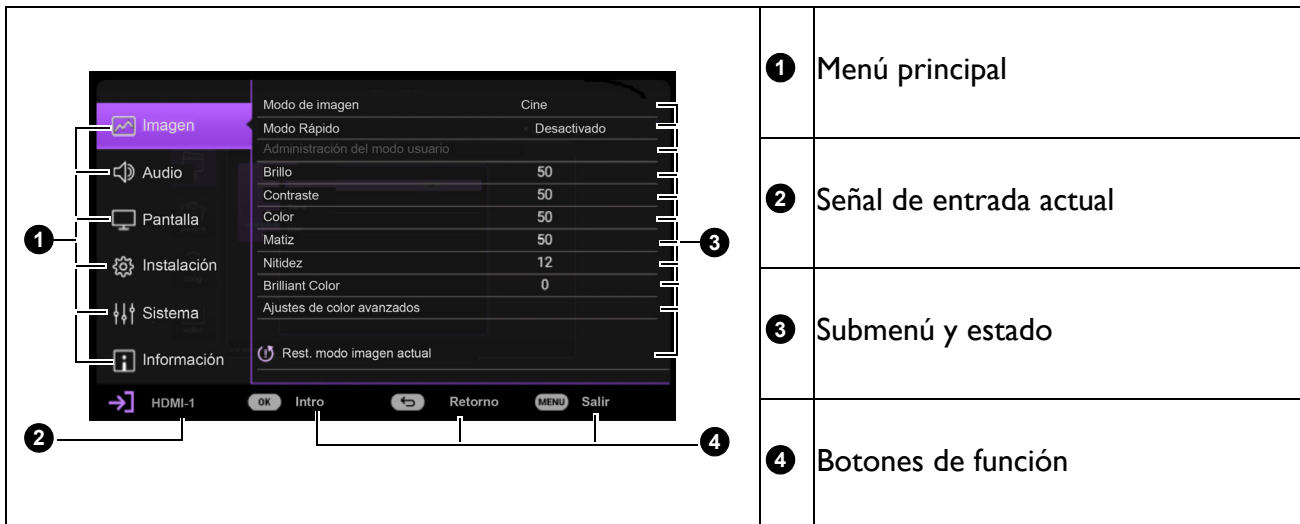 Imagen
Audio
Pantalla
Instalación
Sistema
Información
Modo de imagen Cine
Modo Rápido Desactivado
Administración del modo usuario
Brillo 50
Contraste 50
Color 50
Matiz 50
Nitidez 12
Brilliant Color 0
Ajustes de color avanzados
Rest. modo imagen actual
HDMI-1 OK Intro Retorno MENU Salir
1
2
3
4
1 Menú principal
2 Señal de entrada actual
3 Submenú y estado
4 Botones de función